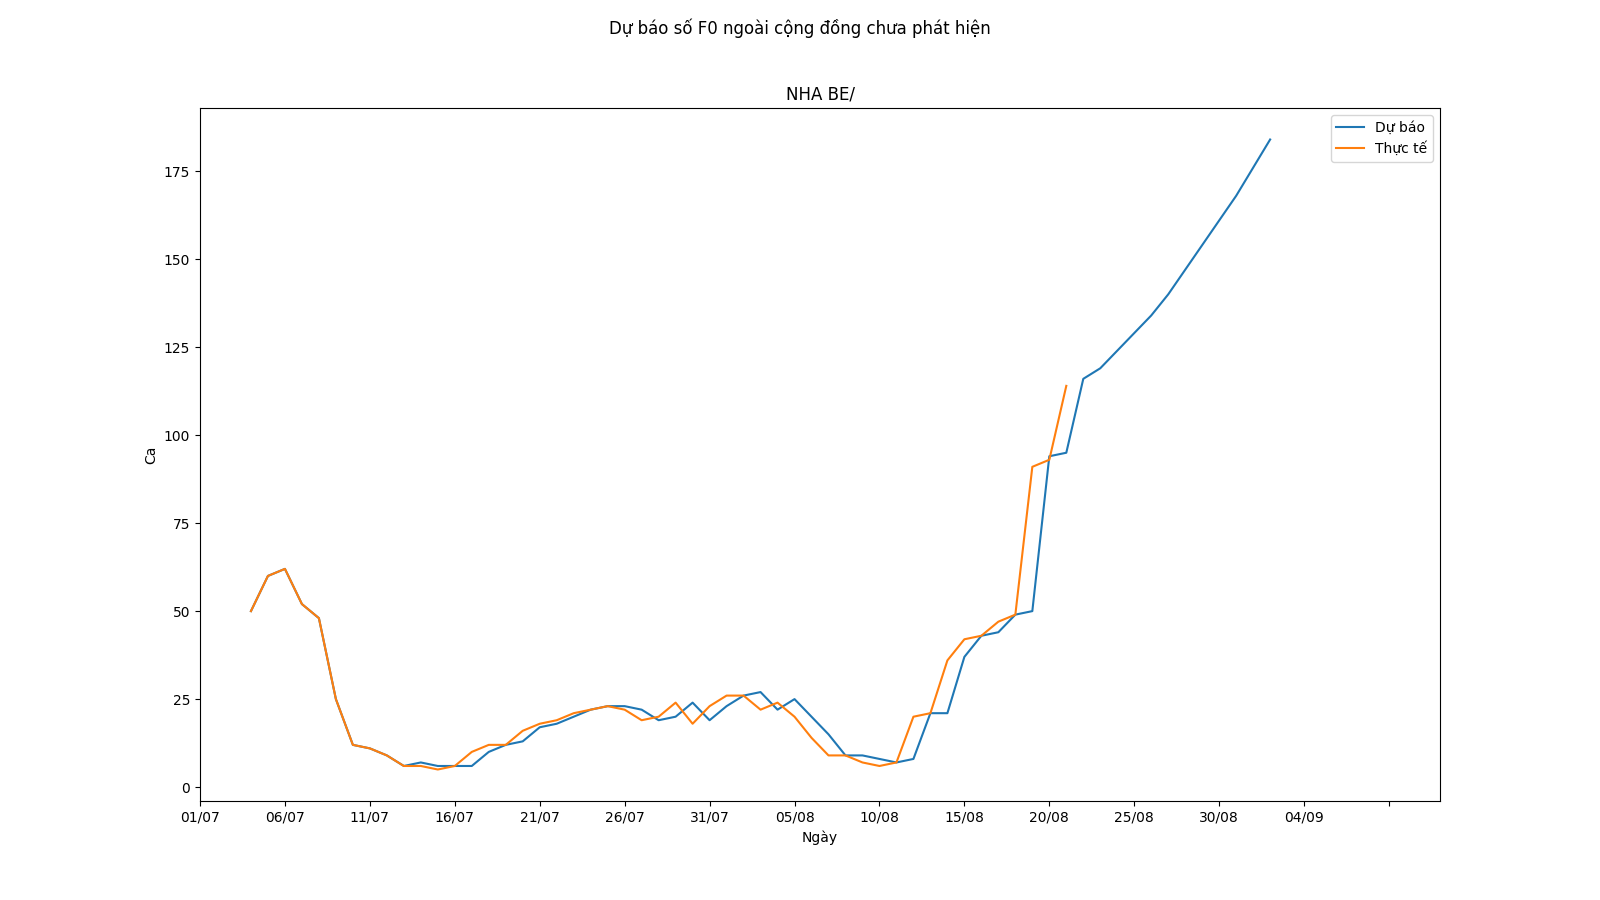 Dự báo số F0 ngoài cộng đồng chưa phát hiện
NHA BE/
Dự báo
Thực tế
175
150
125
100
75
50
25
0
Ca
01/07 06/07 11/07 16/07 21/07 26/07 31/07 05/08 10/08 15/08 20/08 25/08 30/08 04/09
Ngày